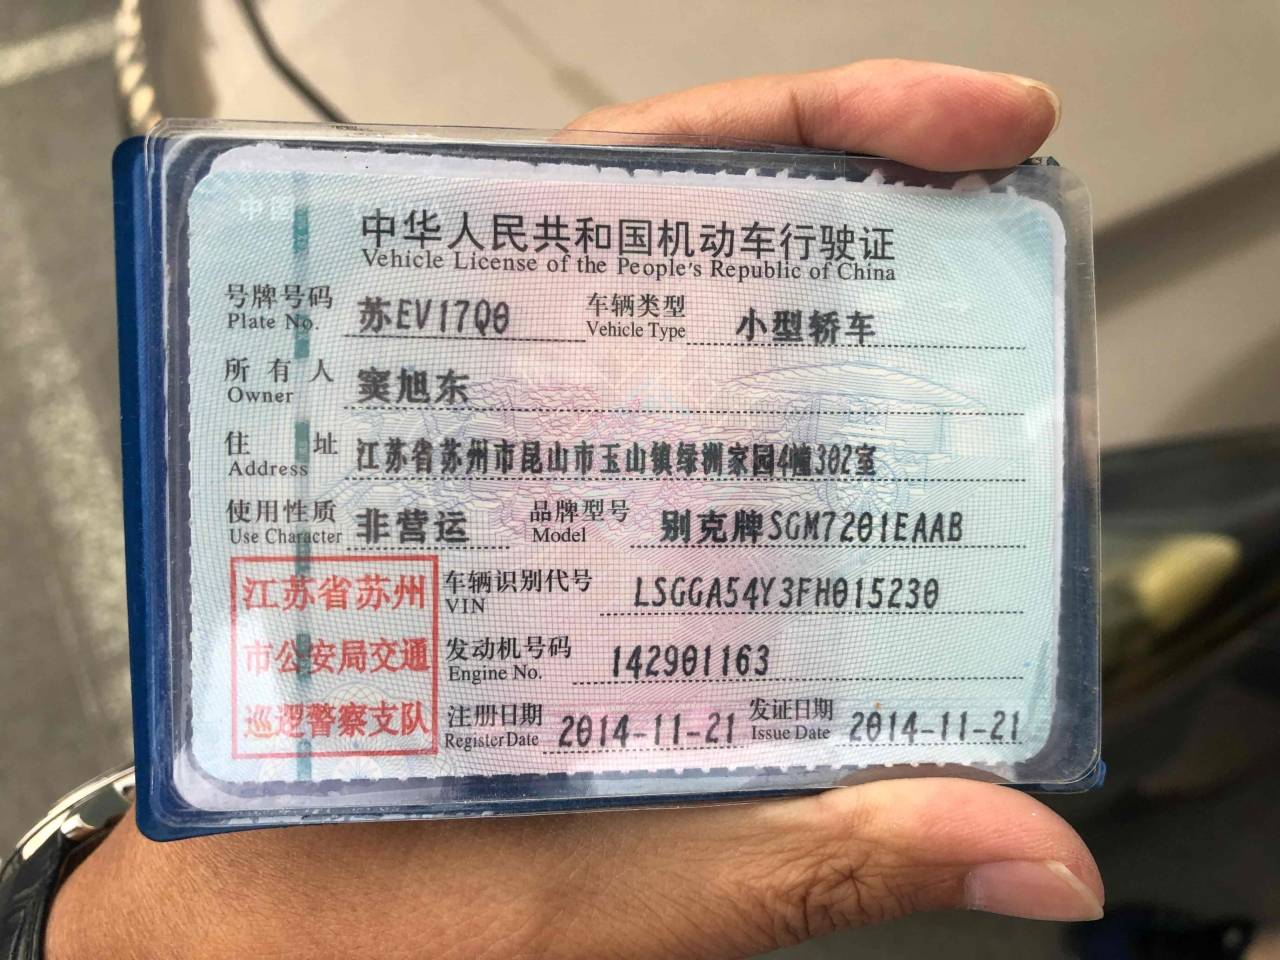 中华人民共和国机动车行驶证
Vehicle License of the People's Republic of China
号牌号码 苏EV17Q0 车辆类型 小型轿车
Plate No. Vehicle Type
所有人 窦旭东
Owner
住址 江苏省苏州市昆山市玉山镇绿洲家园4幢302室
Address
使用性质 非营运 品牌型号 别克牌SGM7201EAAB
Use Character Model
江苏省苏州
市公安局交通
巡逻警察支队
车辆识别代号 LSGGA54Y3FH015230
VIN
发动机号码 142901163
Engine No.
注册日期 2014-11-21 发证日期 2014-11-21
Register Date Issue Date